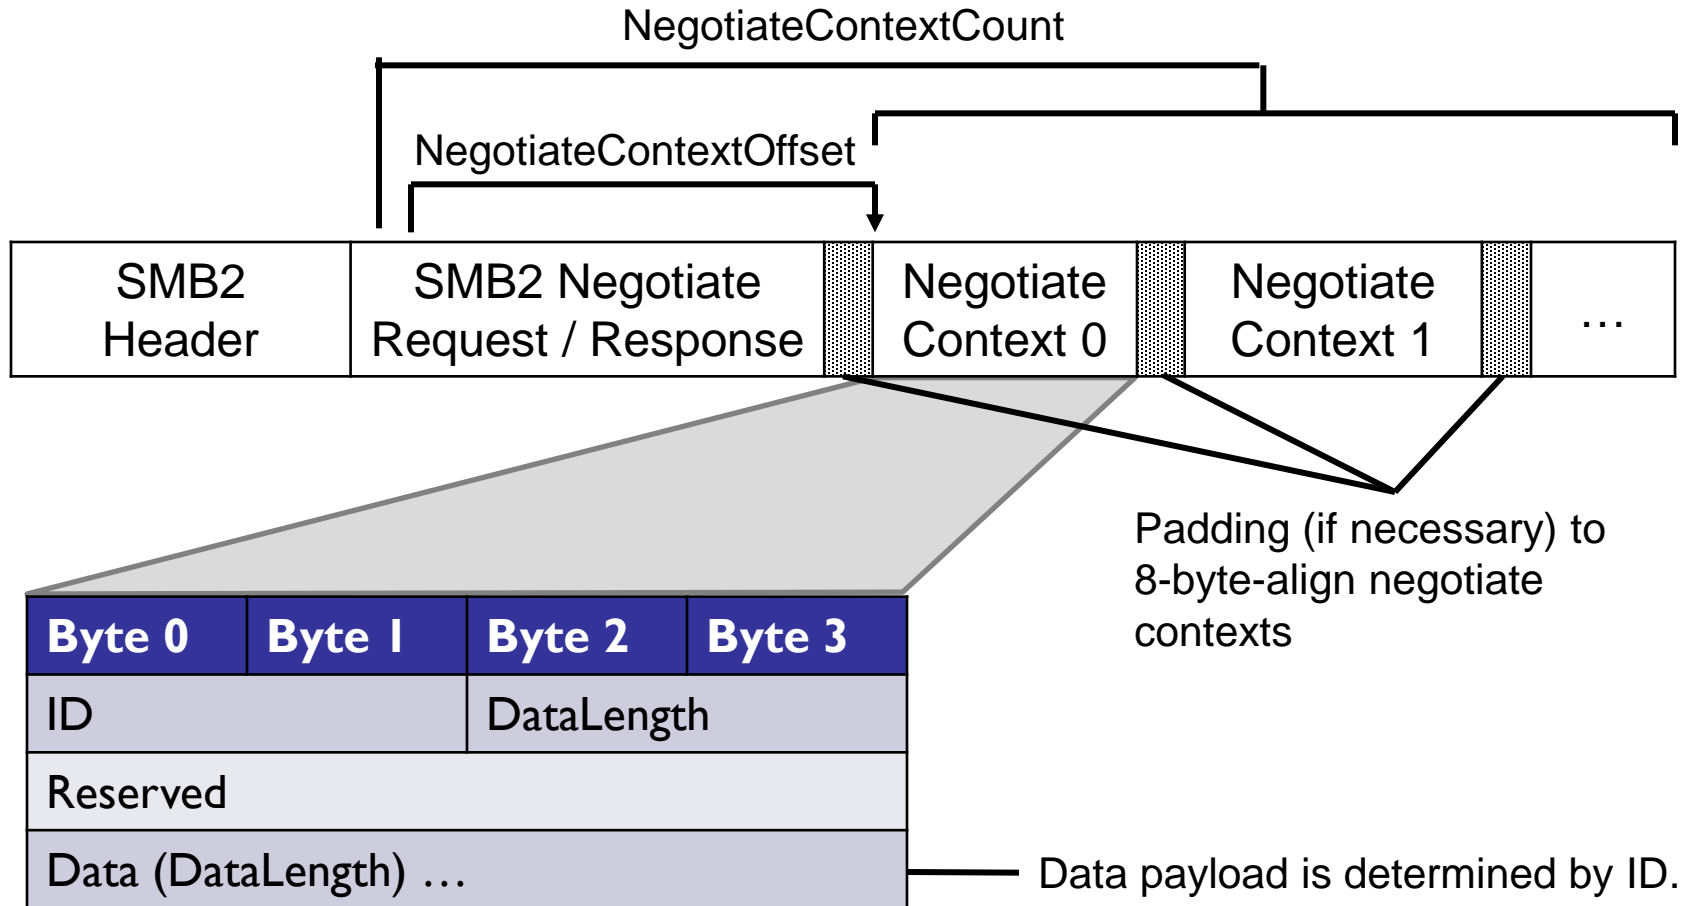 NegotiateContextCount
NegotiateContextOffset
SMB2
Header
SMB2 Negotiate
Request / Response
Negotiate
Context 0
Negotiate
Context 1
…
Padding (if necessary) to
8-byte-align negotiate
contexts
Byte 0 Byte 1 Byte 2 Byte 3
ID DataLength
Reserved
Data (DataLength) …
Data payload is determined by ID.